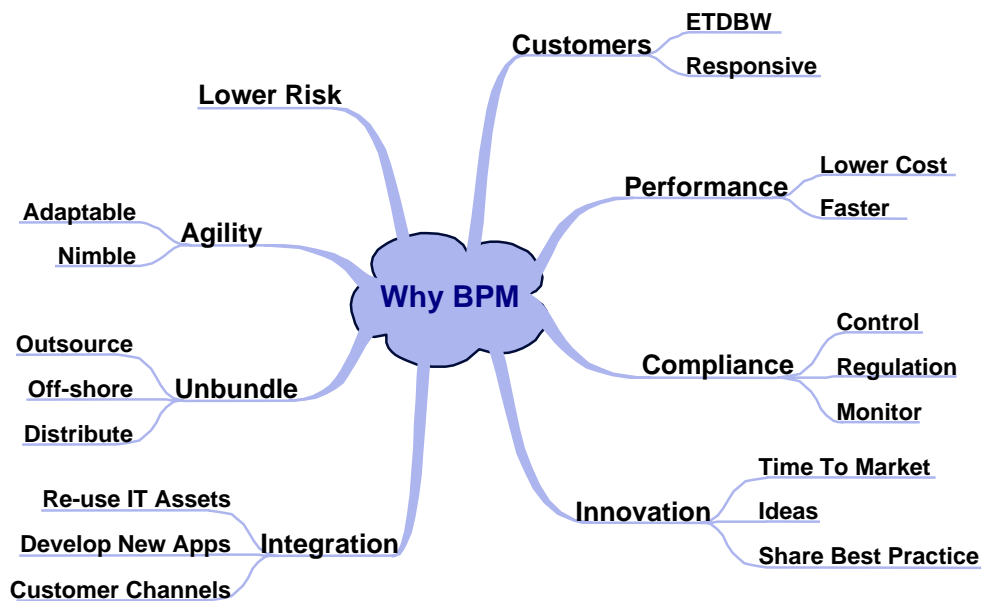 Why BPM
Customers
ETDBW
Responsive
Performance
Lower Cost
Faster
Compliance
Control
Regulation
Monitor
Innovation
Time To Market
Ideas
Share Best Practice
Integration
Re-use IT Assets
Develop New Apps
Customer Channels
Unbundle
Outsource
Off-shore
Distribute
Agility
Adaptable
Nimble
Lower Risk